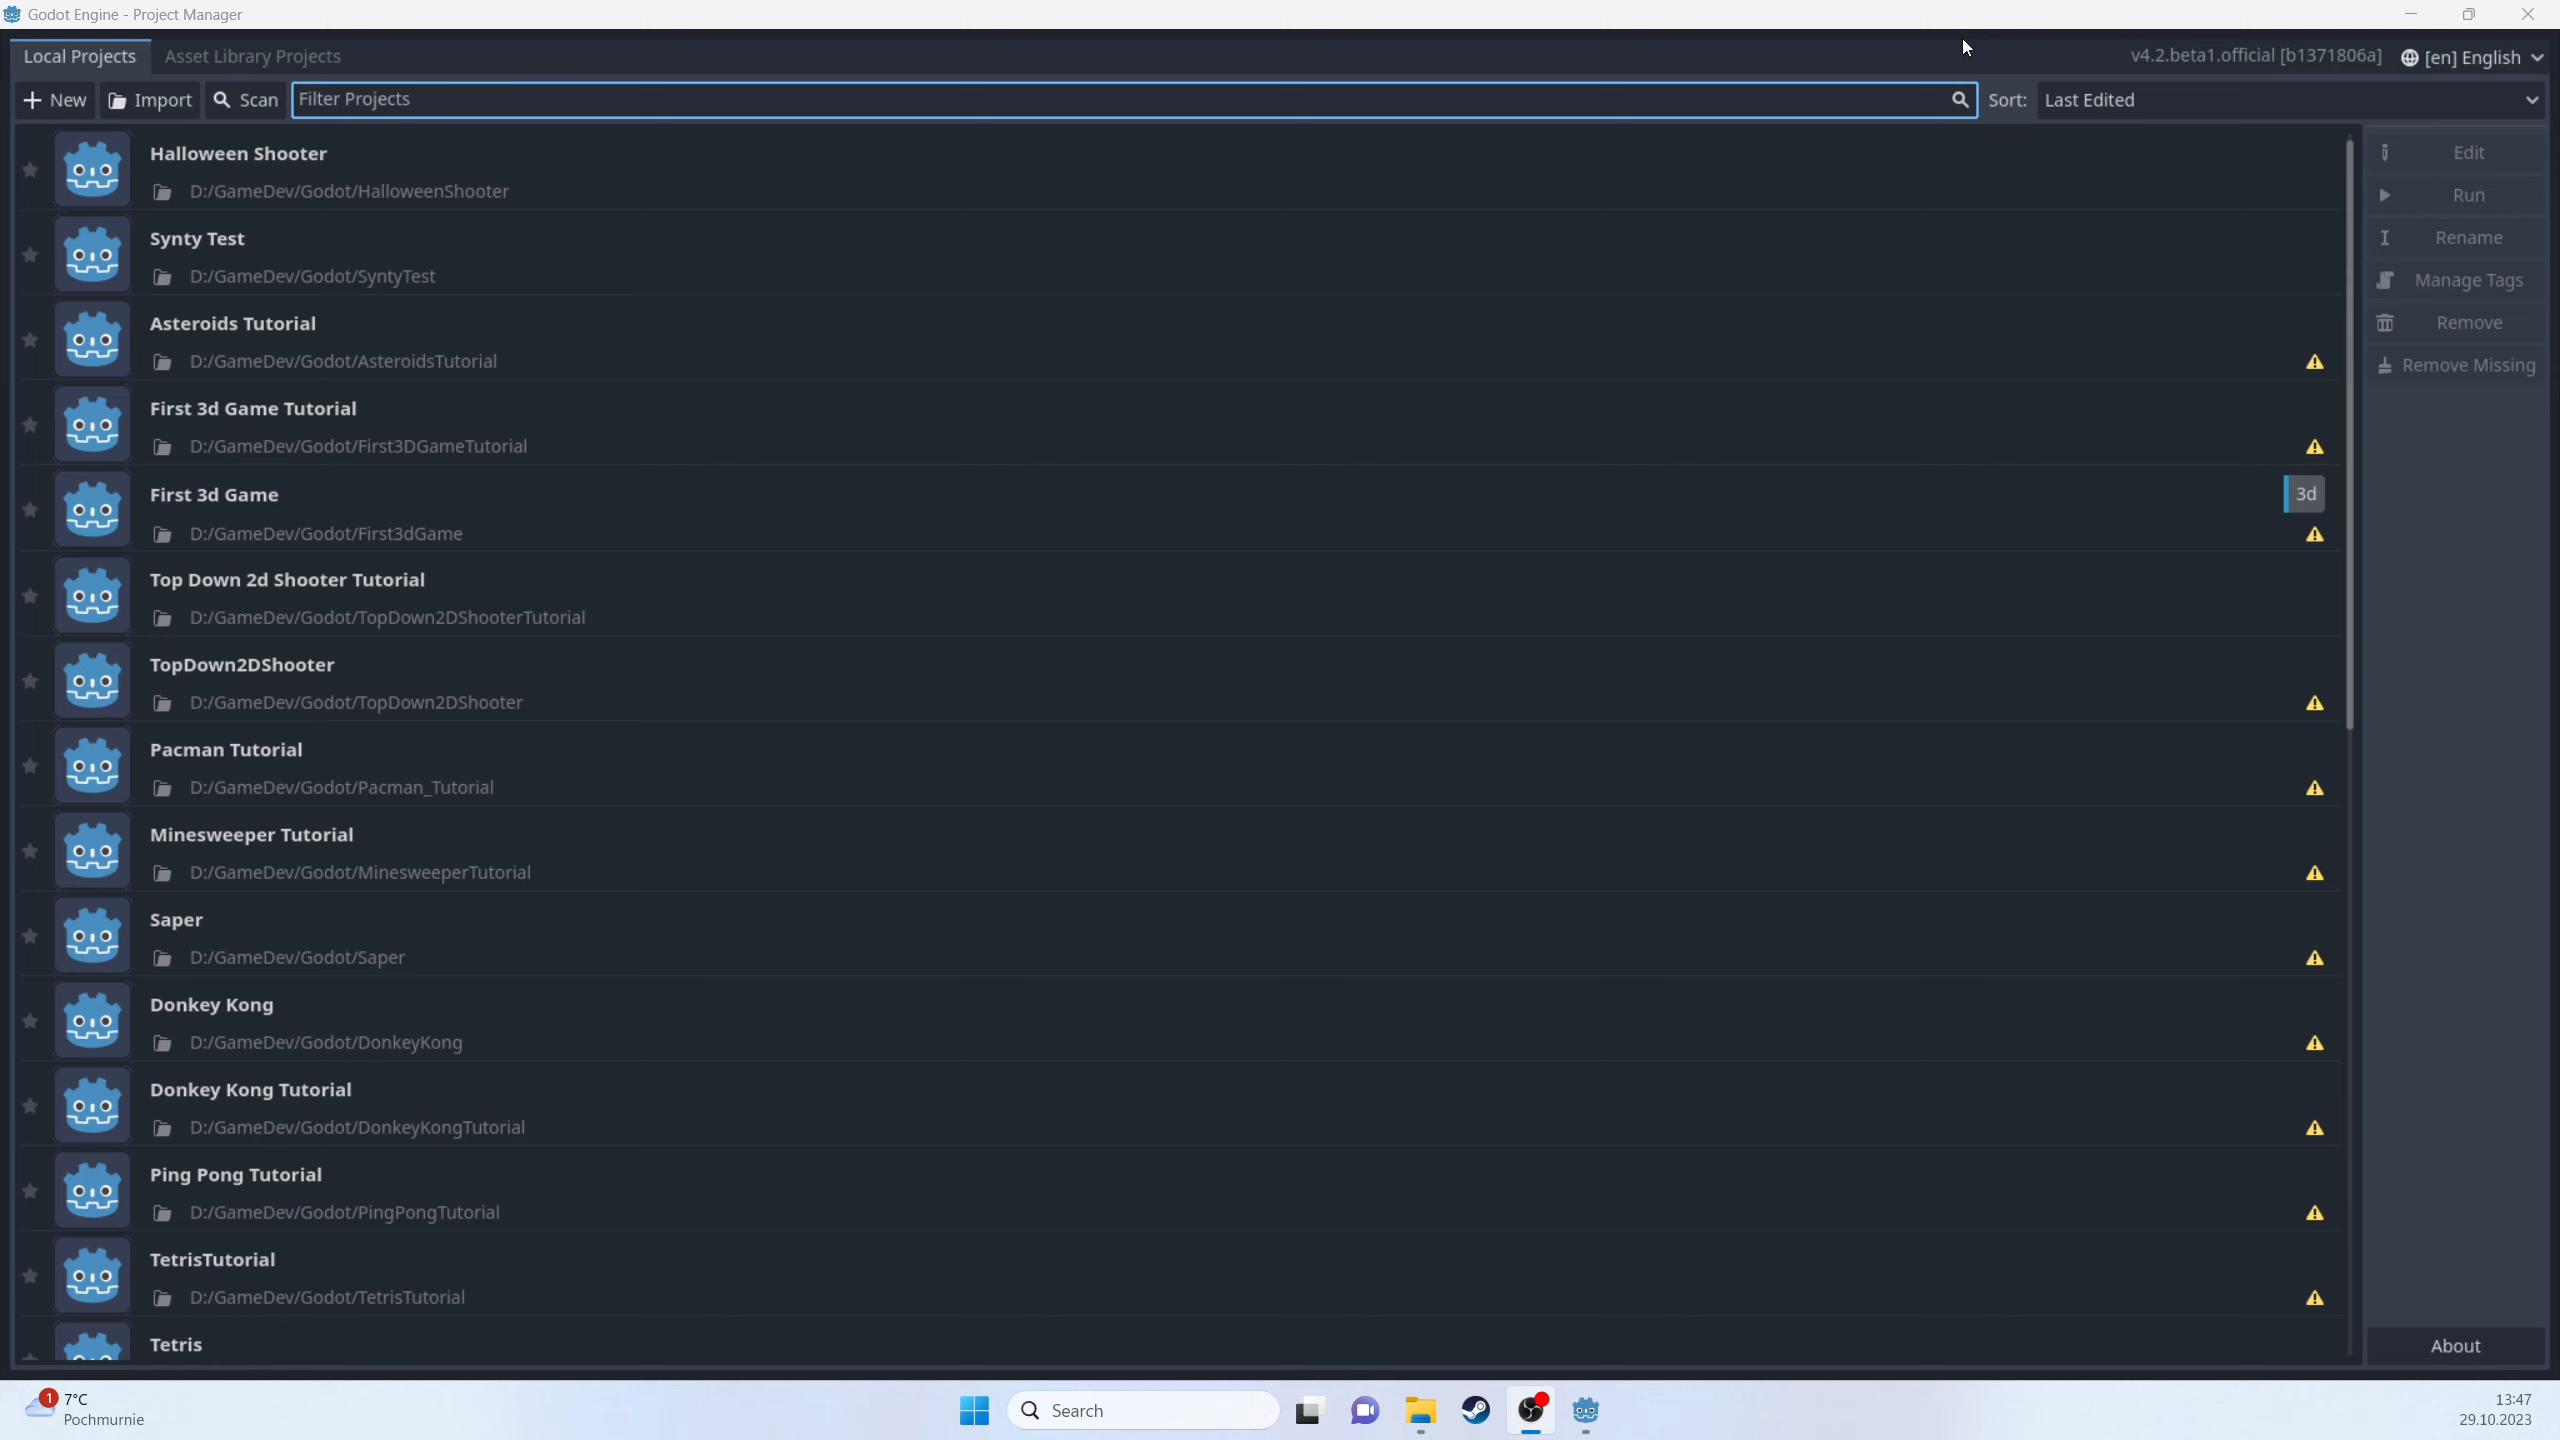 Godot Engine - Project Manager
Local Projects
Asset Library Projects
v4.2.beta1.official [b1371806a]
[en] English
New
Import
Scan
Filter Projects
Sort:
Last Edited
Halloween Shooter
D:/GameDev/Godot/HalloweenShooter
Synty Test
D:/GameDev/Godot/SyntyTest
Asteroids Tutorial
D:/GameDev/Godot/AsteroidsTutorial
First 3d Game Tutorial
D:/GameDev/Godot/First3DGameTutorial
First 3d Game
3d
D:/GameDev/Godot/First3dGame
Top Down 2d Shooter Tutorial
D:/GameDev/Godot/TopDown2DShooterTutorial
TopDown2DShooter
D:/GameDev/Godot/TopDown2DShooter
Pacman Tutorial
D:/GameDev/Godot/Pacman_Tutorial
Minesweeper Tutorial
D:/GameDev/Godot/MinesweeperTutorial
Saper
D:/GameDev/Godot/Saper
Donkey Kong
D:/GameDev/Godot/DonkeyKong
Donkey Kong Tutorial
D:/GameDev/Godot/DonkeyKongTutorial
Ping Pong Tutorial
D:/GameDev/Godot/PingPongTutorial
TetrisTutorial
D:/GameDev/Godot/TetrisTutorial
Tetris
Edit
Run
Rename
Manage Tags
Remove
Remove Missing
About
1
7°C
Pochmurnie
Search
13:47
29.10.2023